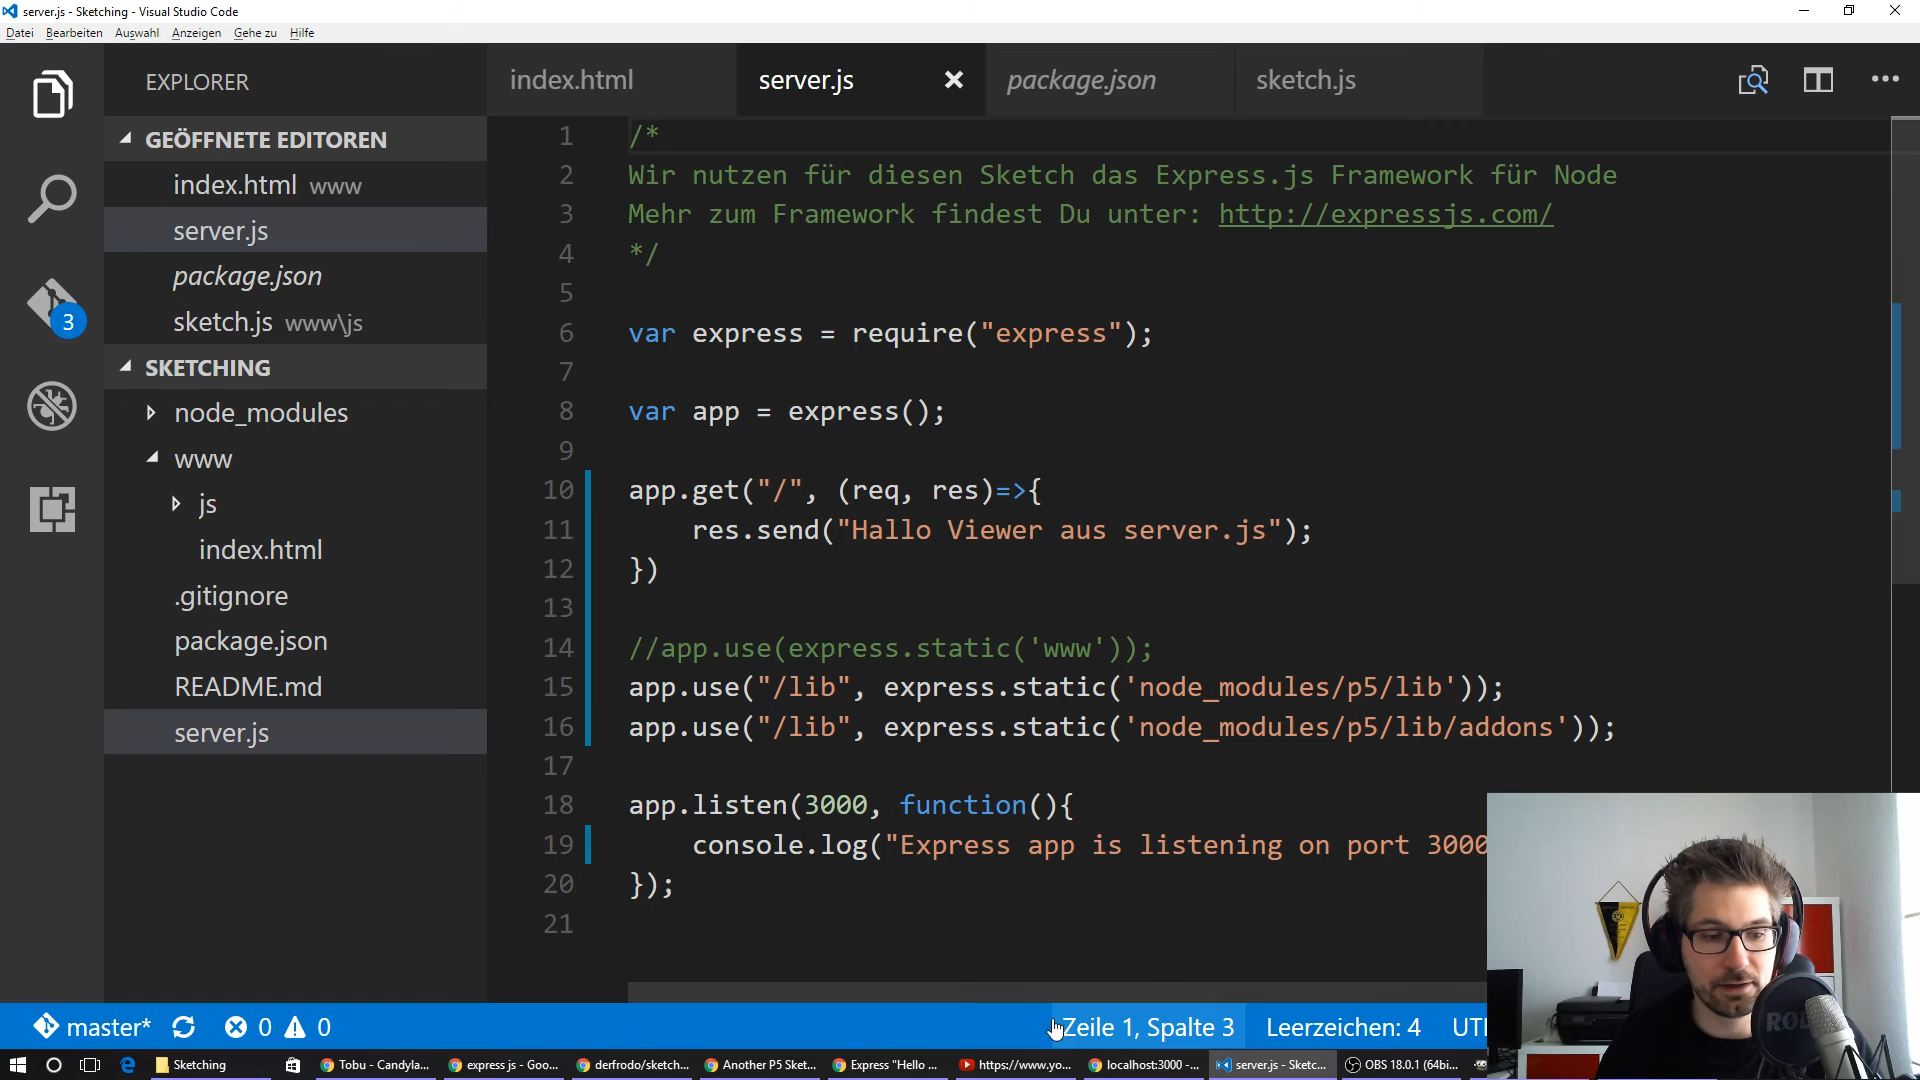 server.js - Sketching - Visual Studio Code
Datei Bearbeiten Auswahl Anzeigen Gehe zu Hilfe
EXPLORER
GEÖFFNETE EDITOREN
index.html www
server.js
package.json
sketch.js www\js
SKETCHING
node_modules
www
js
index.html
.gitignore
package.json
README.md
server.js
3
index.html server.js package.json sketch.js
1 /*
2 Wir nutzen für diesen Sketch das Express.js Framework für Node
3 Mehr zum Framework findest Du unter: http://expressjs.com/
4 */
5
6 var express = require("express");
7
8 var app = express();
9
10 app.get("/", (req, res)=>{
11 res.send("Hallo Viewer aus server.js");
12 })
13
14 //app.use(express.static('www'));
15 app.use("/lib", express.static('node_modules/p5/lib'));
16 app.use("/lib", express.static('node_modules/p5/lib/addons'));
17
18 app.listen(3000, function(){
19 console.log("Express app is listening on port 3000
20 });
21
master* 0 0 Zeile 1, Spalte 3 Leerzeichen: 4 UT
Sketching Tobu - Candyla... express js - Goo... derfrodo/sketch... Another P5 Sket... Express "Hello ... https://www.yo... localhost:3000 -... server.js - Sketc... OBS 18.0.1 (64bi...